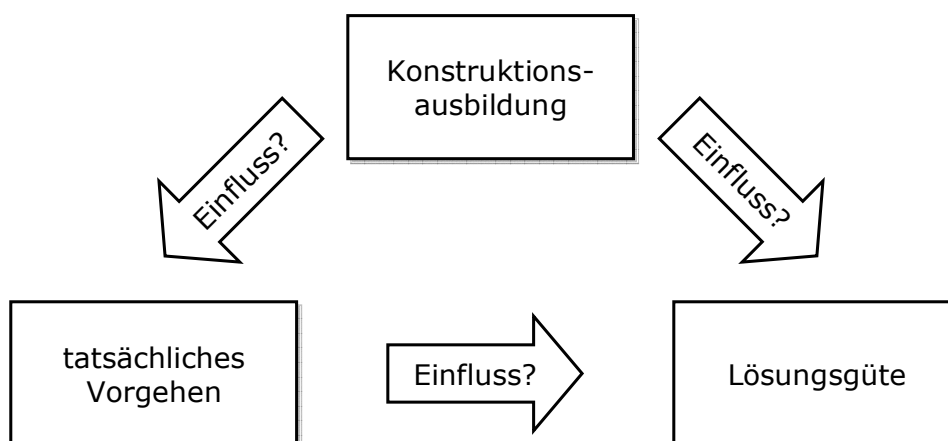 Konstruktions-
ausbildung
Einfluss?
Einfluss?
tatsächliches
Vorgehen
Einfluss?
Lösungsgüte